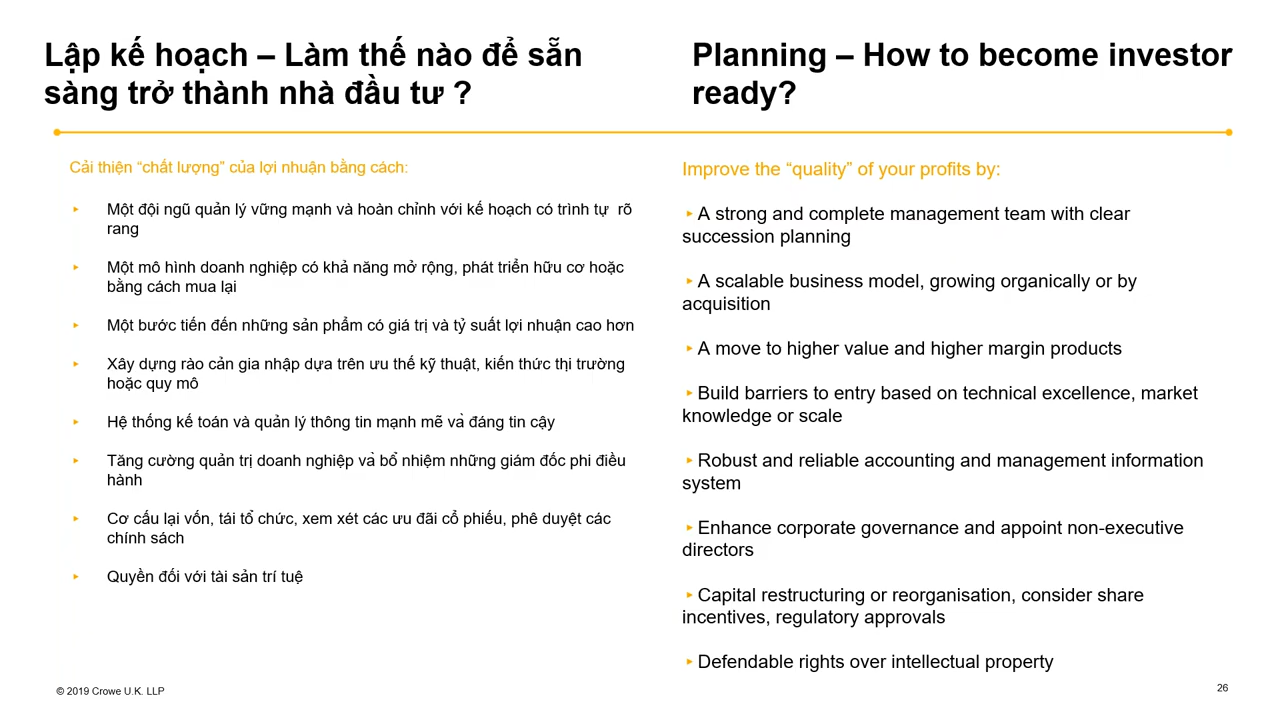 Lập kế hoạch – Làm thế nào để sẵn
sàng trở thành nhà đầu tư ?
Planning – How to become investor
ready?
Cải thiện “chất lượng” của lợi nhuận bằng cách:
▸ Một đội ngũ quản lý vững mạnh và hoàn chỉnh với kế hoạch có trình tự  rõ
rang
▸ Một mô hình doanh nghiệp có khả năng mở rộng, phát triển hữu cơ hoặc
bằng cách mua lại
▸ Một bước tiến đến những sản phẩm có giá trị và tỷ suất lợi nhuận cao hơn
▸ Xây dựng rào cản gia nhập dựa trên ưu thế kỹ thuật, kiến thức thị trường
hoặc quy mô
▸ Hệ thống kế toán và quản lý thông tin mạnh mẽ và đáng tin cậy
▸ Tăng cường quản trị doanh nghiệp và bổ nhiệm những giám đốc phi điều
hành
▸ Cơ cấu lại vốn, tái tổ chức, xem xét các ưu đãi cổ phiếu, phê duyệt các
chính sách
▸ Quyền đối với tài sản trí tuệ
Improve the “quality” of your profits by:
▸A strong and complete management team with clear
succession planning
▸A scalable business model, growing organically or by
acquisition
▸A move to higher value and higher margin products
▸Build barriers to entry based on technical excellence, market
knowledge or scale
▸Robust and reliable accounting and management information
system
▸Enhance corporate governance and appoint non-executive
directors
▸Capital restructuring or reorganisation, consider share
incentives, regulatory approvals
▸Defendable rights over intellectual property
© 2019 Crowe U.K. LLP
26